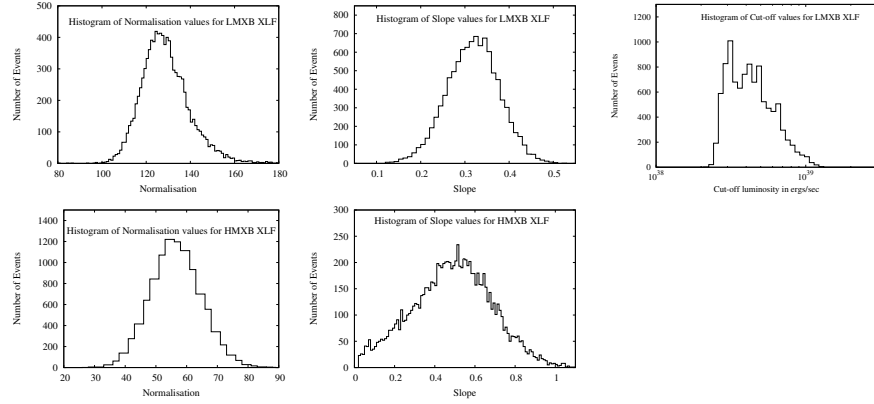 Histogram of Normalisation values for LMXB XLF
Number of Events
500
400
300
200
100
0
80 100 120 140 160 180
Normalisation
Histogram of Slope values for LMXB XLF
Number of Events
800
700
600
500
400
300
200
100
0
0.1 0.2 0.3 0.4 0.5
Slope
Histogram of Cut-off values for LMXB XLF
Number of Events
1200
1000
800
600
400
200
0
10^38 10^39
Cut-off luminosity in ergs/sec
Histogram of Normalisation values for HMXB XLF
Number of Events
1400
1200
1000
800
600
400
200
0
20 30 40 50 60 70 80 90
Normalisation
Histogram of Slope values for HMXB XLF
Number of Events
300
250
200
150
100
50
0
0 0.2 0.4 0.6 0.8 1
Slope